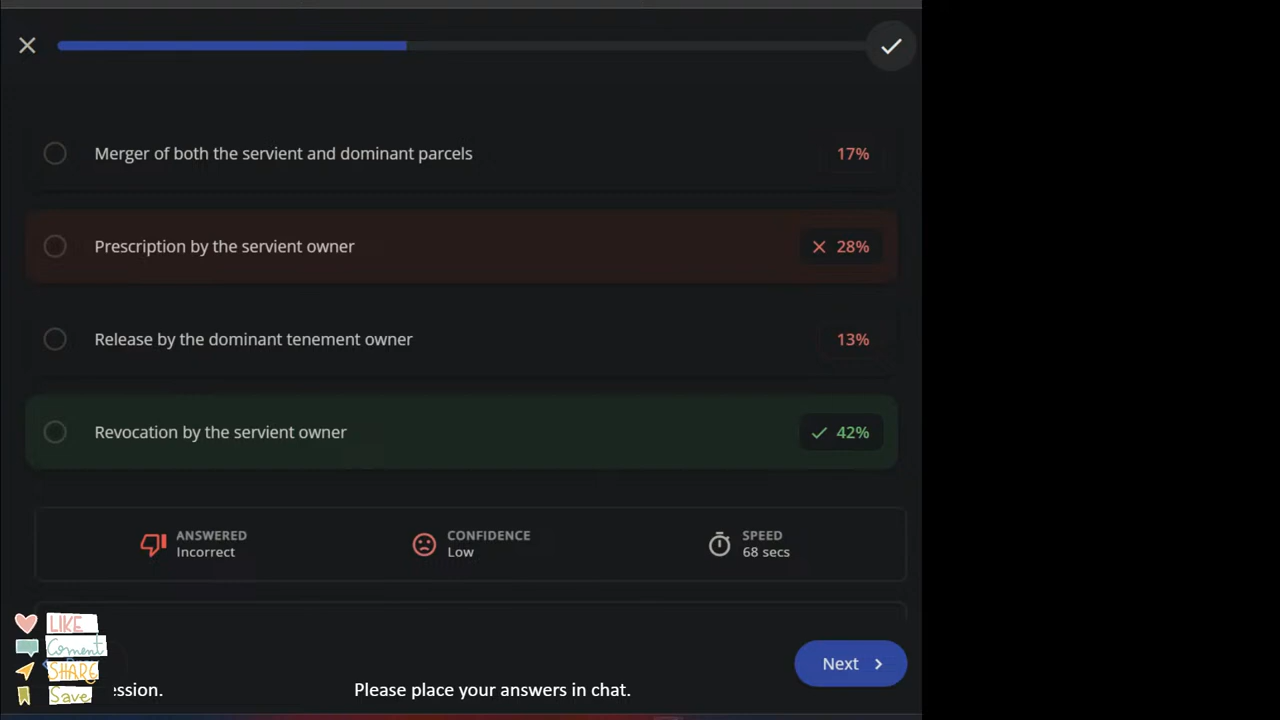 Merger of both the servient and dominant parcels 17%
Prescription by the servient owner 28%
Release by the dominant tenement owner 13%
Revocation by the servient owner 42%
ANSWERED CONFIDENCE SPEED
Incorrect Low 68 secs
LIKE
Coment
SHARE
Save
Next
ession. Please place your answers in chat.